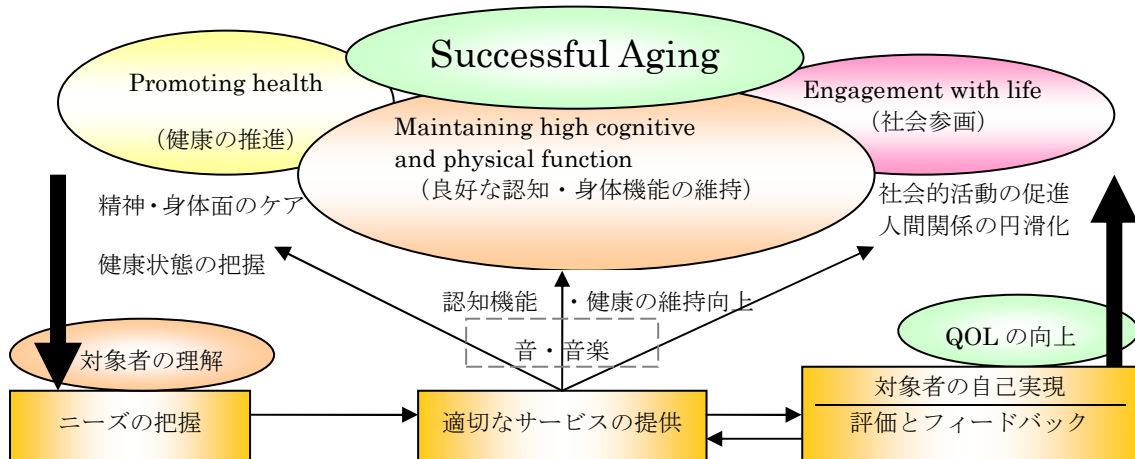 Successful Aging
Promoting health
（健康の推進）
Engagement with life
（社会参画）
Maintaining high cognitive
and physical function
（良好な認知・身体機能の維持）
精神・身体面のケア
健康状態の把握
社会的活動の促進
人間関係の円滑化
認知機能　・健康の維持向上
音・音楽
対象者の理解
QOL の向上
ニーズの把握
適切なサービスの提供
対象者の自己実現
評価とフィードバック